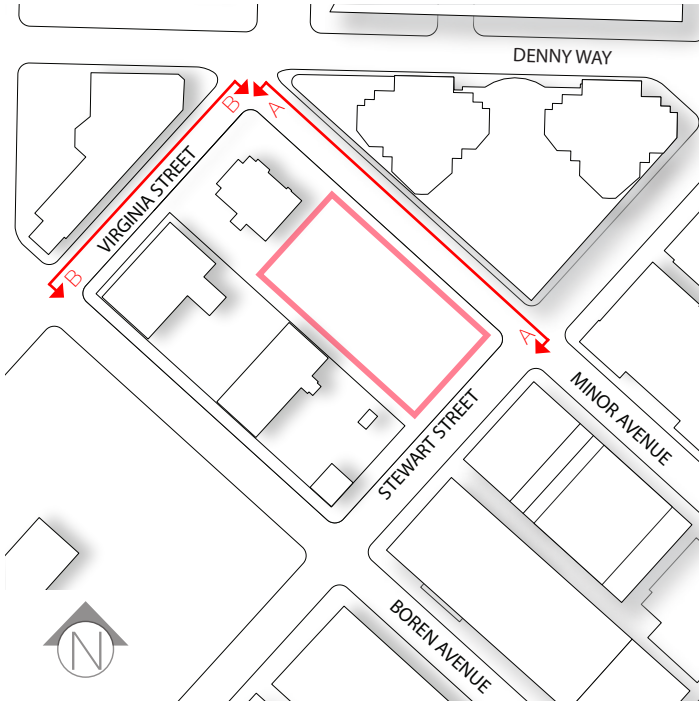 DENNY WAY
B
A
VIRGINIA STREET
B
A
MINOR AVENUE
STEWART STREET
BOREN AVENUE
N